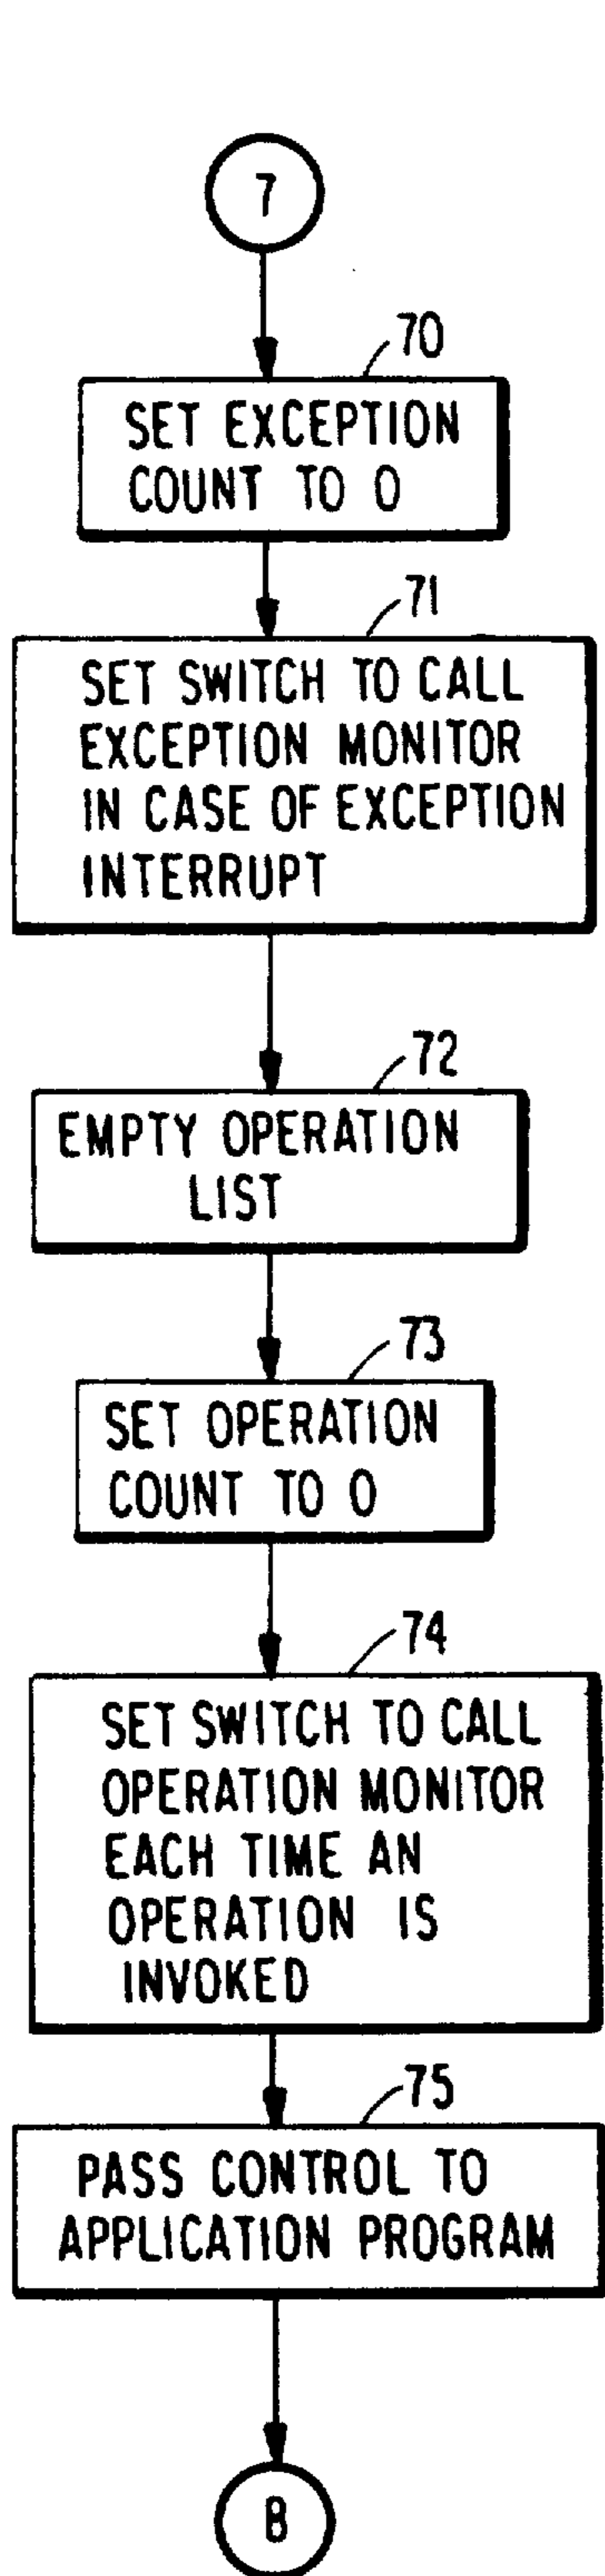 7
70
SET EXCEPTION
COUNT TO 0
71
SET SWITCH TO CALL
EXCEPTION MONITOR
IN CASE OF EXCEPTION
INTERRUPT
72
EMPTY OPERATION
LIST
73
SET OPERATION
COUNT TO 0
74
SET SWITCH TO CALL
OPERATION MONITOR
EACH TIME AN
OPERATION IS
INVOKED
75
PASS CONTROL TO
APPLICATION PROGRAM
8